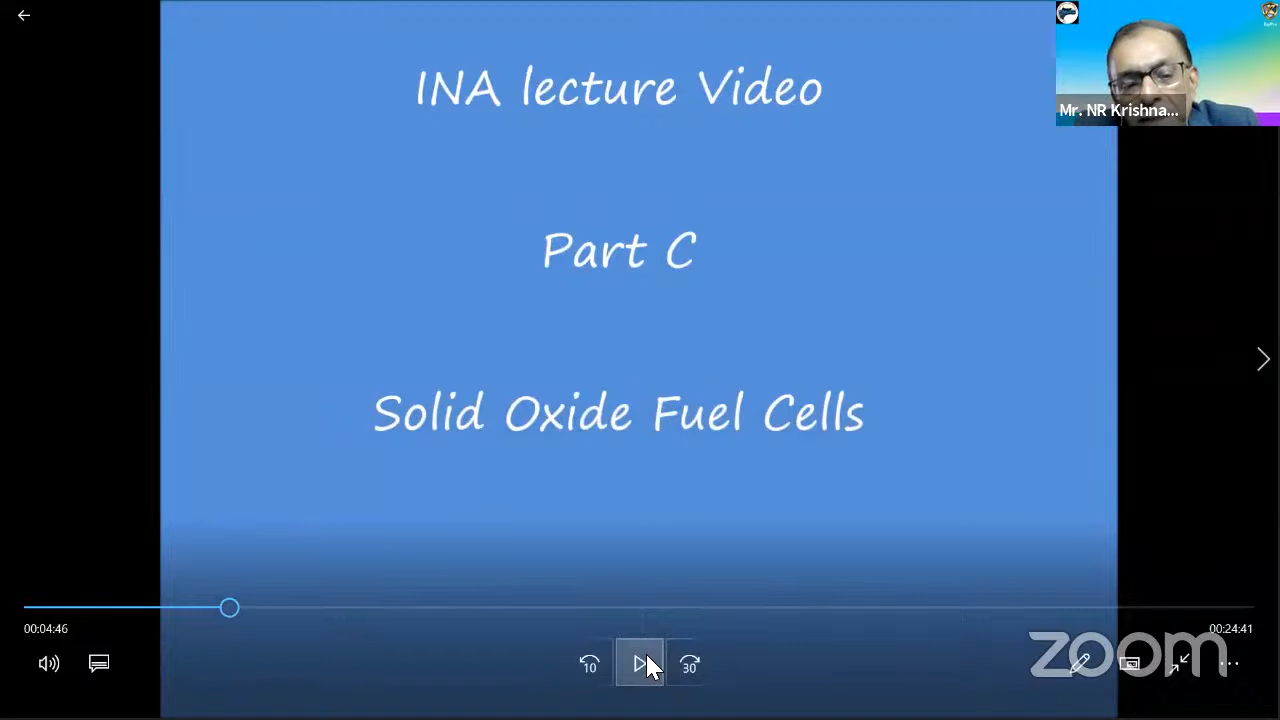 INA lecture Video
Mr. NR Krishna...
Part C
Solid Oxide Fuel Cells
00:04:46
00:24:41
10
30
zoom